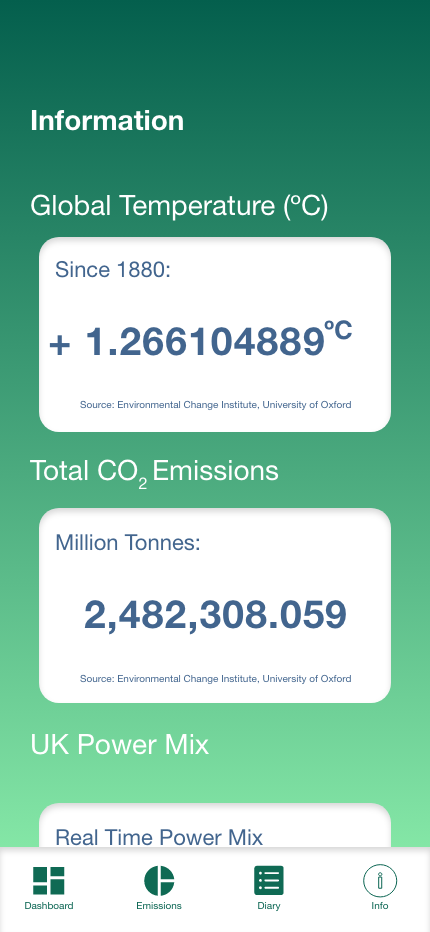 Information
Global Temperature (ºC)
Since 1880:
+ 1.266104889ºC
Source: Environmental Change Institute, University of Oxford
Total CO2 Emissions
Million Tonnes:
2,482,308.059
Source: Environmental Change Institute, University of Oxford
UK Power Mix
Real Time Power Mix
Dashboard Emissions Diary Info